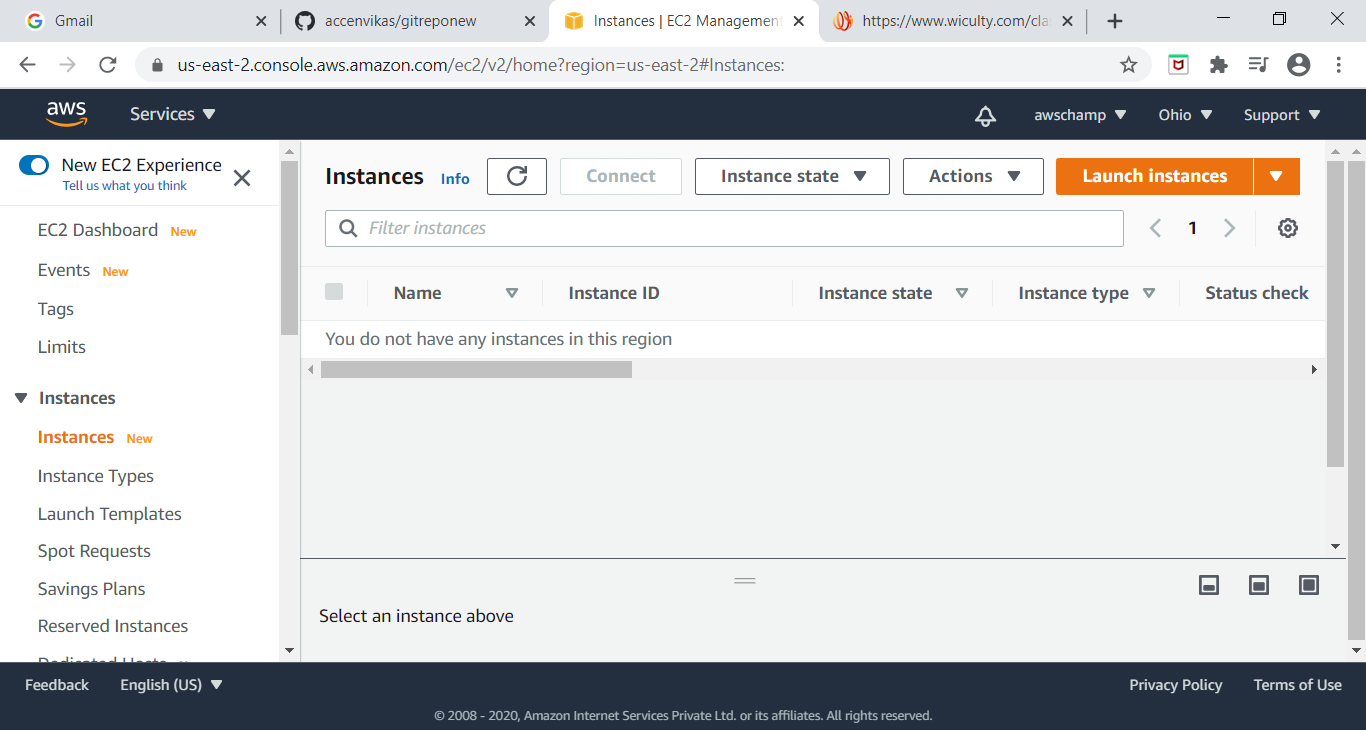 Gmail
accenvikas/gitreponew
Instances | EC2 Management
https://www.wiculty.com/cla
us-east-2.console.aws.amazon.com/ec2/v2/home?region=us-east-2#Instances:
aws
Services
awschamp
Ohio
Support
New EC2 Experience
Tell us what you think
EC2 Dashboard New
Events New
Tags
Limits
Instances
Instances New
Instance Types
Launch Templates
Spot Requests
Savings Plans
Reserved Instances
Dedicated Hosts
Instances Info
Connect
Instance state
Actions
Launch instances
Filter instances
1
Name
Instance ID
Instance state
Instance type
Status check
You do not have any instances in this region
Select an instance above
Feedback
English (US)
Privacy Policy
Terms of Use
© 2008 - 2020, Amazon Internet Services Private Ltd. or its affiliates. All rights reserved.